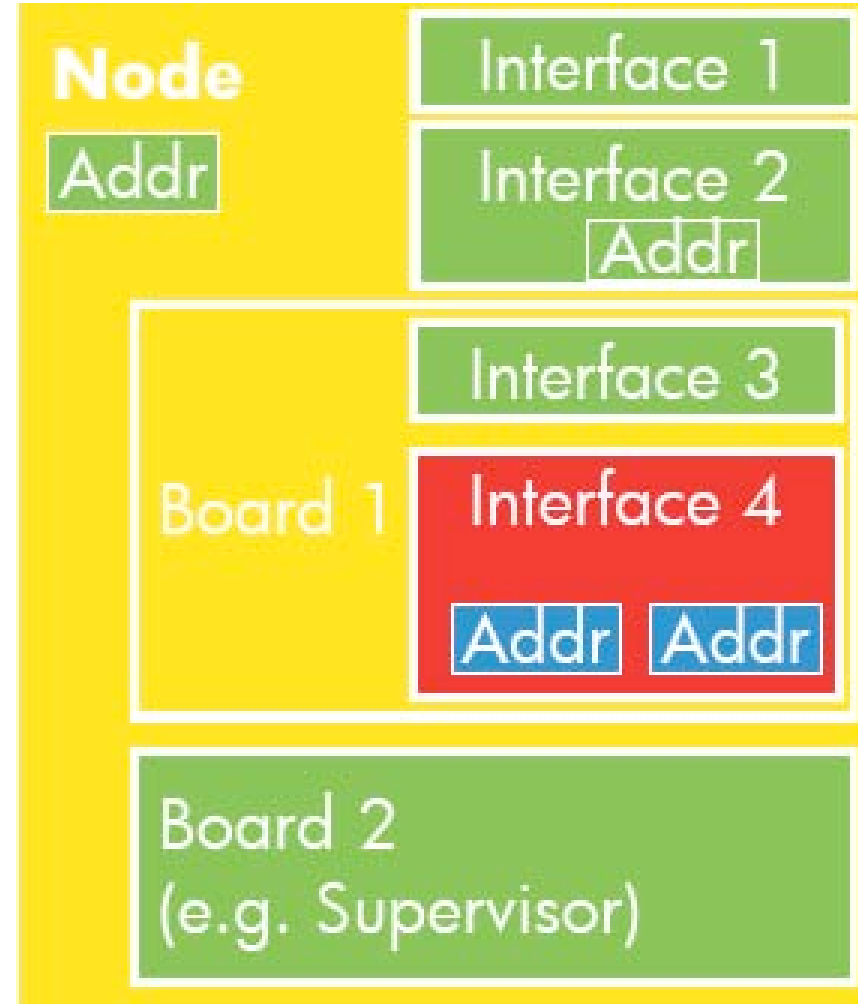 Node
Addr
Interface 1
Interface 2
Addr
Board 1
Interface 3
Interface 4
Addr Addr
Board 2
(e.g. Supervisor)